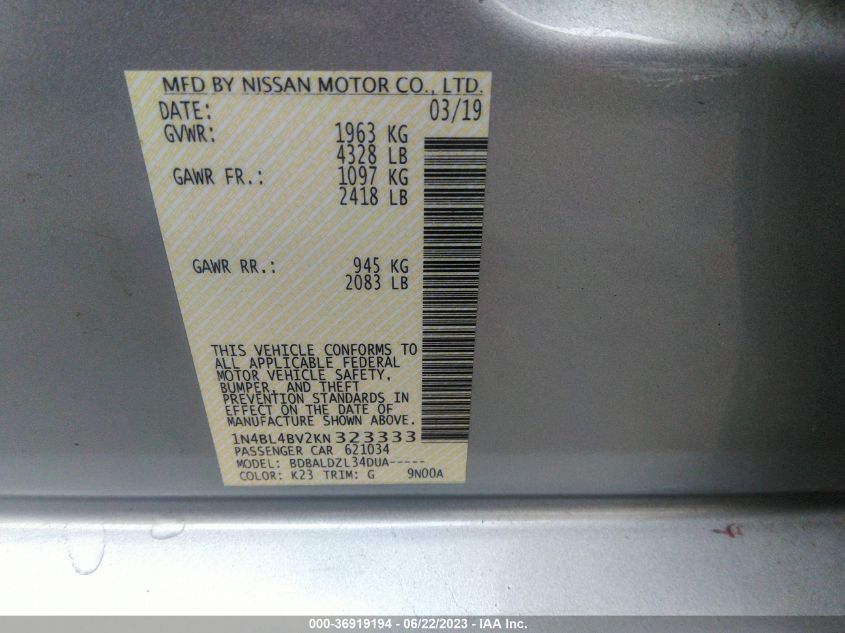 MFD BY NISSAN MOTOR CO., LTD.
DATE: 03/19
GVWR: 1963 KG
4328 LB
GAWR FR.: 1097 KG
2418 LB
GAWR RR.: 945 KG
2083 LB
THIS VEHICLE CONFORMS TO
ALL APPLICABLE FEDERAL
MOTOR VEHICLE SAFETY,
BUMPER, AND THEFT
PREVENTION STANDARDS IN
EFFECT ON THE DATE OF
MANUFACTURE SHOWN ABOVE.
1N4BL4BV2KN323333
PASSENGER CAR 621034
MODEL: BDBALDZL34DUA-----
COLOR: K23 TRIM: G 9N00A
000-36919194 - 06/22/2023 - IAA Inc.